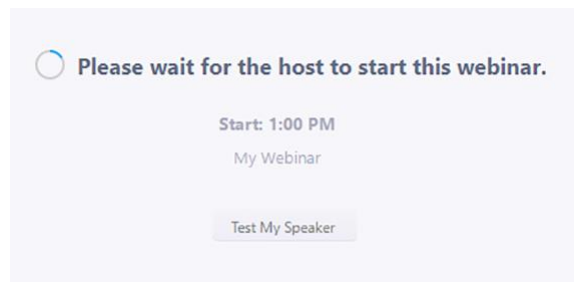 Please wait for the host to start this webinar.
Start: 1:00 PM
My Webinar
Test My Speaker